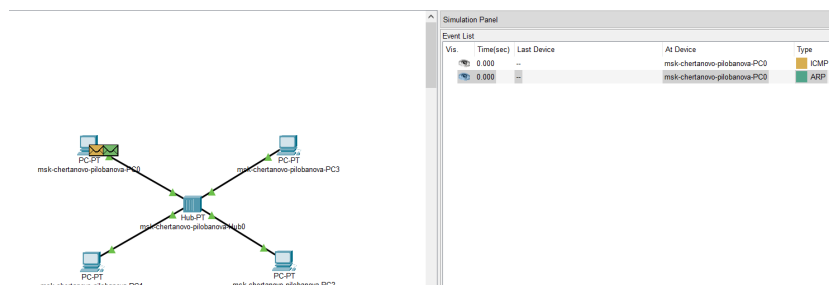 Simulation Panel
Event List
Vis. Time(sec) Last Device At Device Type
0.000 -- msk-chertanovo-pilobanova-PC0 ICMP
0.000 -- msk-chertanovo-pilobanova-PC0 ARP
PC-PT
msk-chertanovo-pilobanova-PC0
PC-PT
msk-chertanovo-pilobanova-PC3
Hub-PT
msk-chertanovo-pilobanova-Hub0
PC-PT
PC-PT